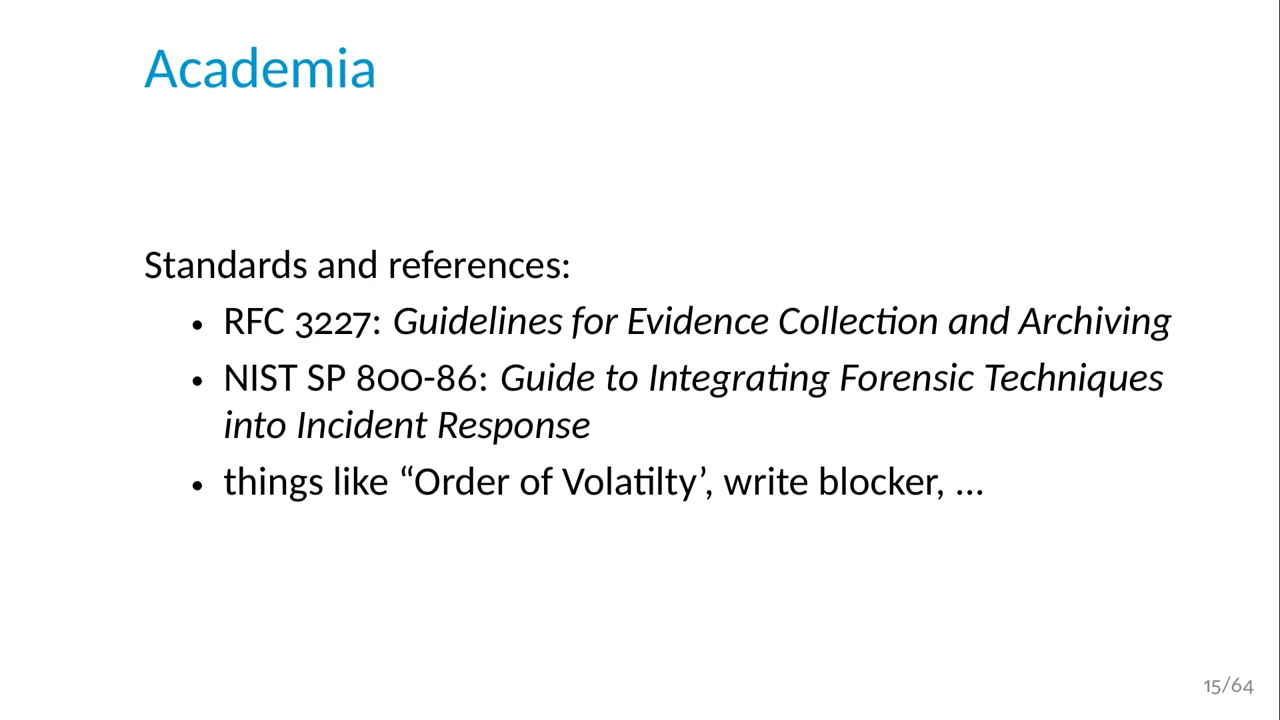 Academia
Standards and references:
• RFC 3227: Guidelines for Evidence Collection and Archiving
• NIST SP 800-86: Guide to Integrating Forensic Techniques
into Incident Response
• things like “Order of Volatilty’, write blocker, ...
15/64